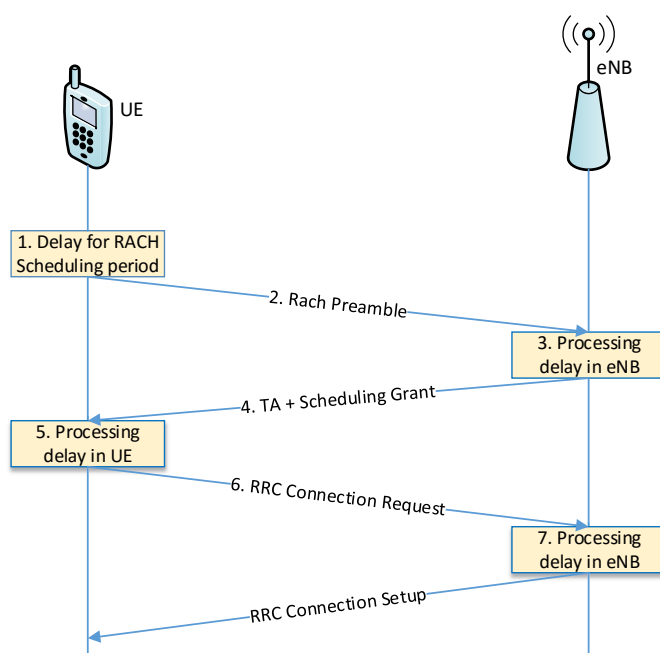 eNB
UE
1. Delay for RACH
Scheduling period
2. Rach Preamble
3. Processing
delay in eNB
4. TA + Scheduling Grant
5. Processing
delay in UE
6. RRC Connection Request
7. Processing
delay in eNB
RRC Connection Setup